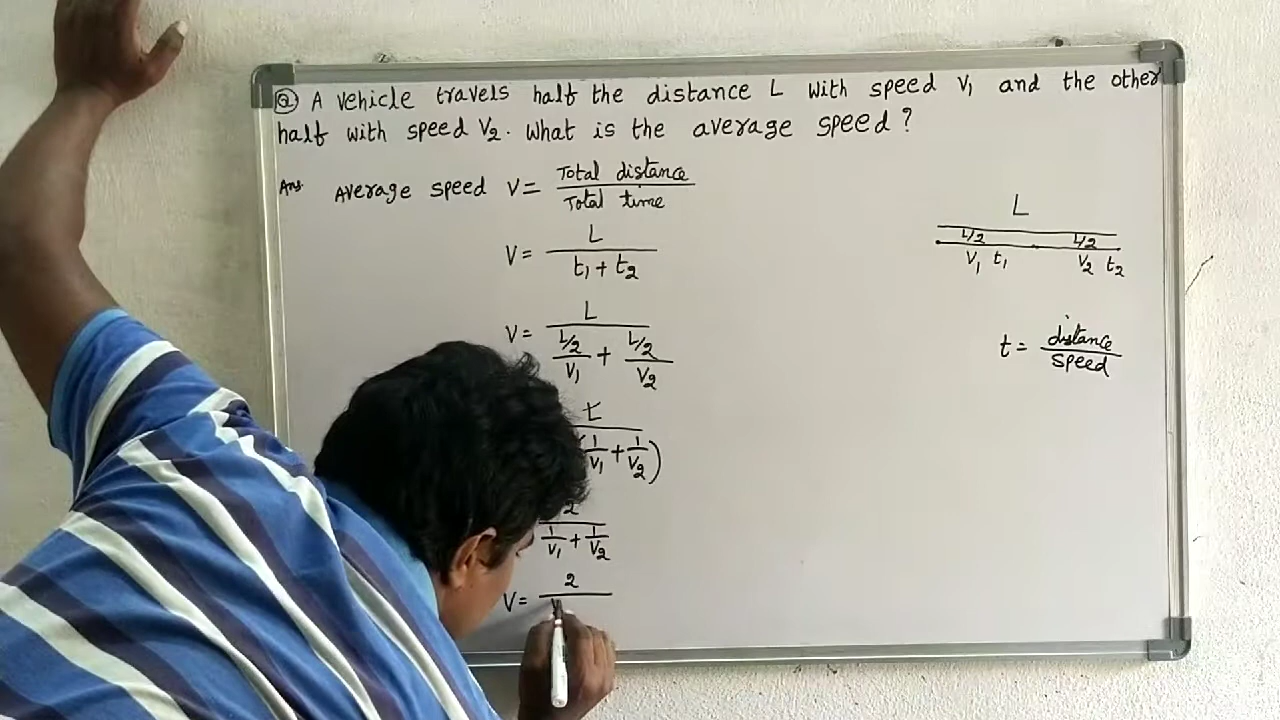 Q. A vehicle travels half the distance L with speed V₁ and the other
half with speed V₂. What is the average speed?
Ans. Average speed V = Total distance / Total time
L
V = L / t₁ + t₂
L/2 L/2
V₁ t₁ V₂ t₂
V = L / (L/2 / V₁ + L/2 / V₂)
t = distance / speed
L
1/V₁ + 1/V₂)
2 / (1/V₁ + 1/V₂)
V = 2